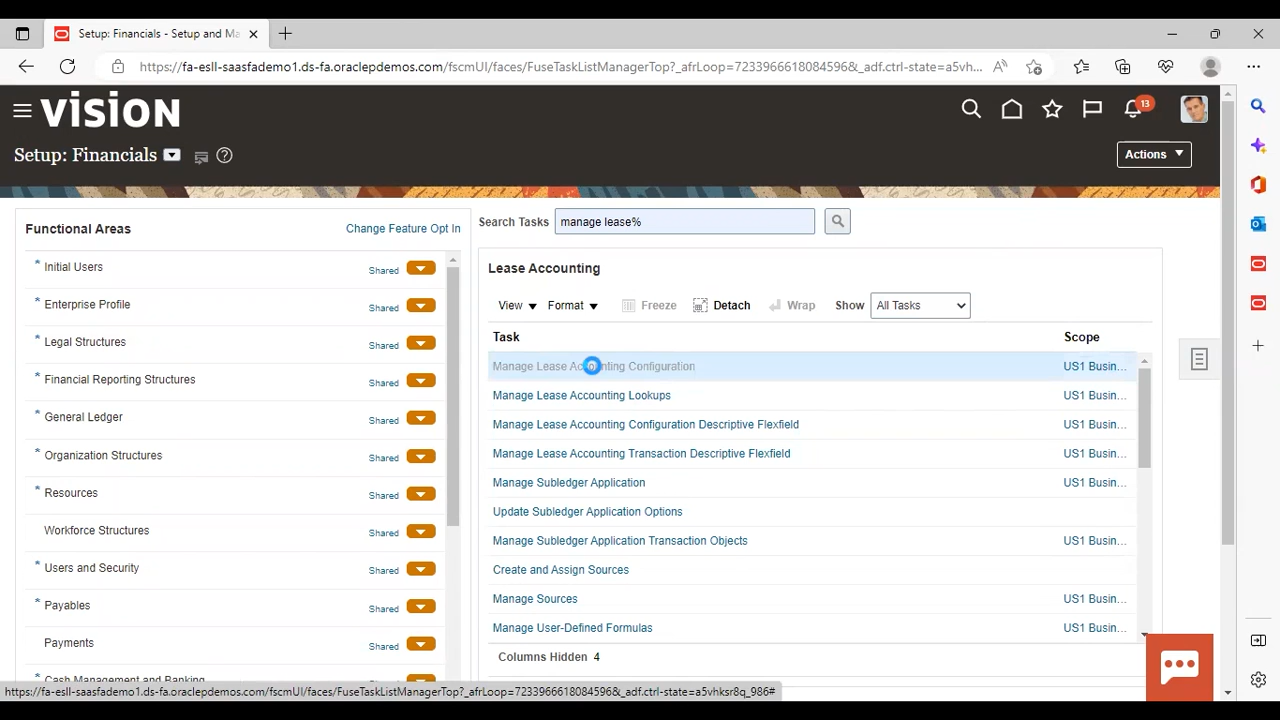 Setup: Financials - Setup and Ma
https://fa-esll-saasfademo1.ds-fa.oraclepdemos.com/fscmUI/faces/FuseTaskListManagerTop?_afrLoop=72339666180845​96&_adf.ctrl-state=a5vh...
vision
13
Setup: Financials
Actions
Functional Areas
Change Feature Opt In
Search Tasks
manage lease%
* Initial Users
Shared
* Enterprise Profile
Shared
* Legal Structures
Shared
* Financial Reporting Structures
Shared
* General Ledger
Shared
* Organization Structures
Shared
* Resources
Shared
Workforce Structures
Shared
* Users and Security
Shared
* Payables
Shared
Payments
Shared
Cash Management and Banking
Lease Accounting
View
Format
Freeze
Detach
Wrap
Show
All Tasks
Task
Scope
Manage Lease Accounting Configuration
US1 Busin...
Manage Lease Accounting Lookups
US1 Busin...
Manage Lease Accounting Configuration Descriptive Flexfield
US1 Busin...
Manage Lease Accounting Transaction Descriptive Flexfield
US1 Busin...
Manage Subledger Application
US1 Busin...
Update Subledger Application Options
Manage Subledger Application Transaction Objects
US1 Busin...
Create and Assign Sources
Manage Sources
US1 Busin...
Manage User-Defined Formulas
US1 Busin...
Columns Hidden 4
https://fa-esll-saasfademo1.ds-fa.oraclepdemos.com/fscmUI/faces/FuseTaskListManagerTop?_afrLoop=7233966618084596&_adf.ctrl-state=a5vhksr8q_986#